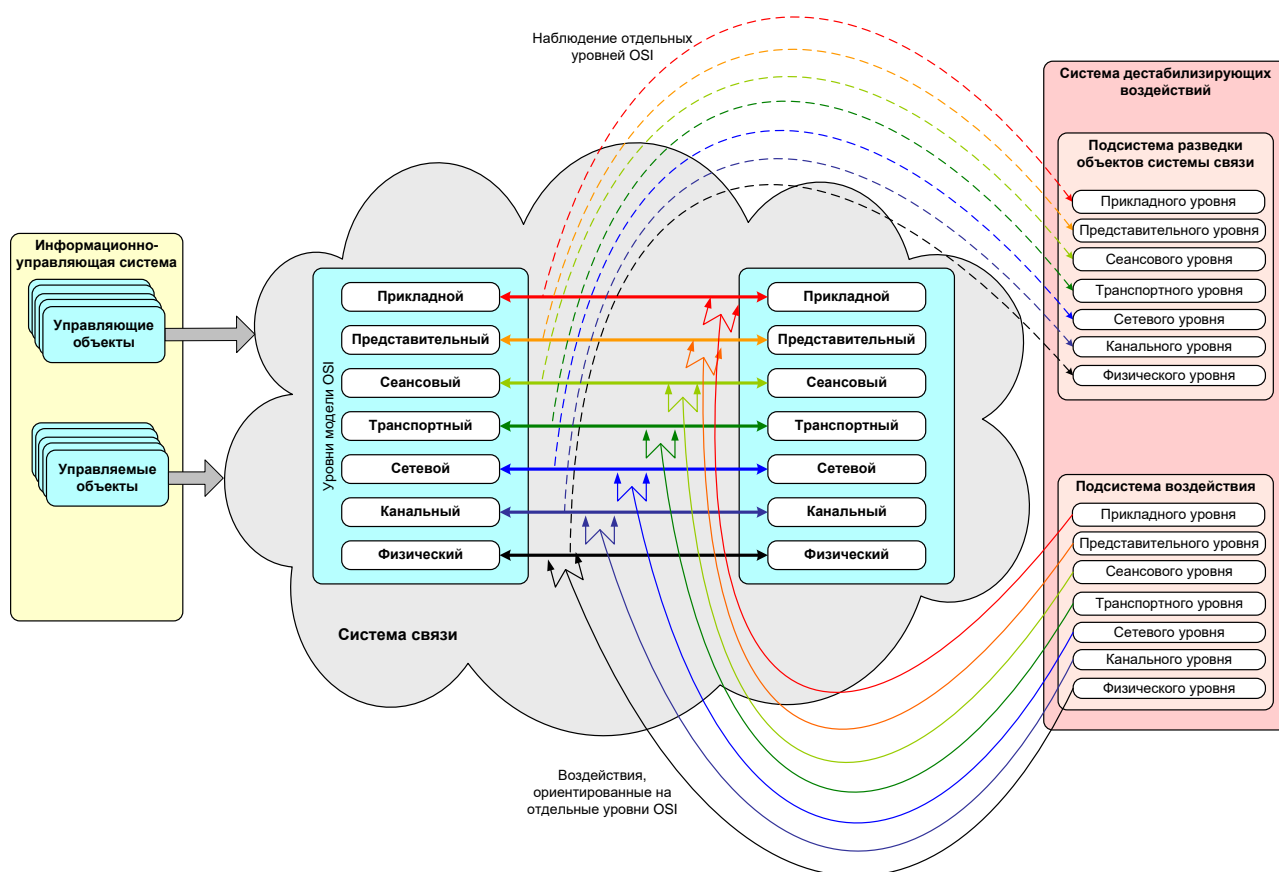 Наблюдение отдельных
уровней OSI
Система дестабилизирующих
воздействий
Подсистема разведки
объектов системы связи
Прикладного уровня
Представительного уровня
Сеансового уровня
Транспортного уровня
Сетевого уровня
Канального уровня
Физического уровня
Информационно-
управляющая система
Управляющие
объекты
Управляемые
объекты
Уровни модели OSI
Прикладной
Представительный
Сеансовый
Транспортный
Сетевой
Канальный
Физический
Прикладной
Представительный
Сеансовый
Транспортный
Сетевой
Канальный
Физический
Система связи
Подсистема воздействия
Прикладного уровня
Представительного уровня
Сеансового уровня
Транспортного уровня
Сетевого уровня
Канального уровня
Физического уровня
Воздействия,
ориентированные на
отдельные уровни OSI